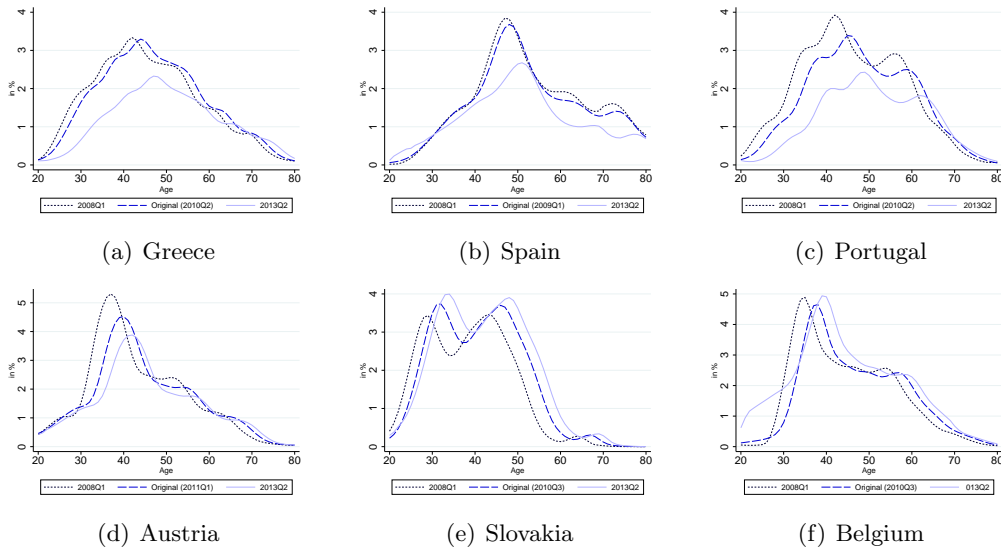 4
3
2
1
0
in %
20 30 40 50 60 70 80
Age
2008Q1 Original (2010Q2) 2013Q2
(a) Greece
4
3
2
1
0
in %
20 30 40 50 60 70 80
Age
2008Q1 Original (2009Q1) 2013Q2
(b) Spain
4
3
2
1
0
in %
20 30 40 50 60 70 80
Age
2008Q1 Original (2010Q2) 2013Q2
(c) Portugal
5
4
3
2
1
0
in %
20 30 40 50 60 70 80
Age
2008Q1 Original (2011Q1) 2013Q2
(d) Austria
4
3
2
1
0
in %
20 30 40 50 60 70 80
Age
2008Q1 Original (2010Q3) 2013Q2
(e) Slovakia
5
4
3
2
1
0
in %
20 30 40 50 60 70 80
Age
2008Q1 Original (2010Q3) 013Q2
(f) Belgium